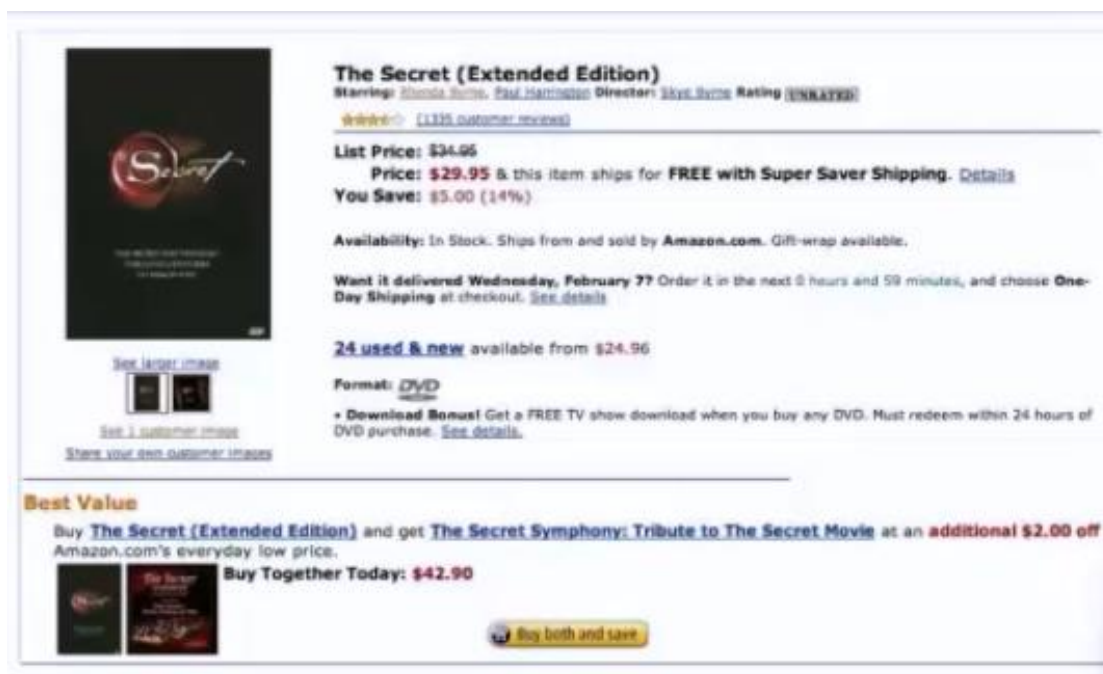 The Secret (Extended Edition)
Starring: Rhonda Byrne, Paul Harrington Director: Skye Byrne Rating UNRATED
(1335 customer reviews)
List Price: $34.95
Price: $29.95 & this item ships for FREE with Super Saver Shipping. Details
You Save: $5.00 (14%)
Availability: In Stock. Ships from and sold by Amazon.com. Gift-wrap available.
Want it delivered Wednesday, February 7? Order it in the next 0 hours and 59 minutes, and choose One-
Day Shipping at checkout. See details
24 used & new available from $24.96
Format: DVD
• Download Bonus! Get a FREE TV show download when you buy any DVD. Must redeem within 24 hours of
DVD purchase. See details.
Secret
See larger image
See 1 customer image
Share your own customer images
Best Value
Buy The Secret (Extended Edition) and get The Secret Symphony: Tribute to The Secret Movie at an additional $2.00 off
Amazon.com's everyday low price.
Secret
The Secret
Buy Together Today: $42.90
Buy both and save